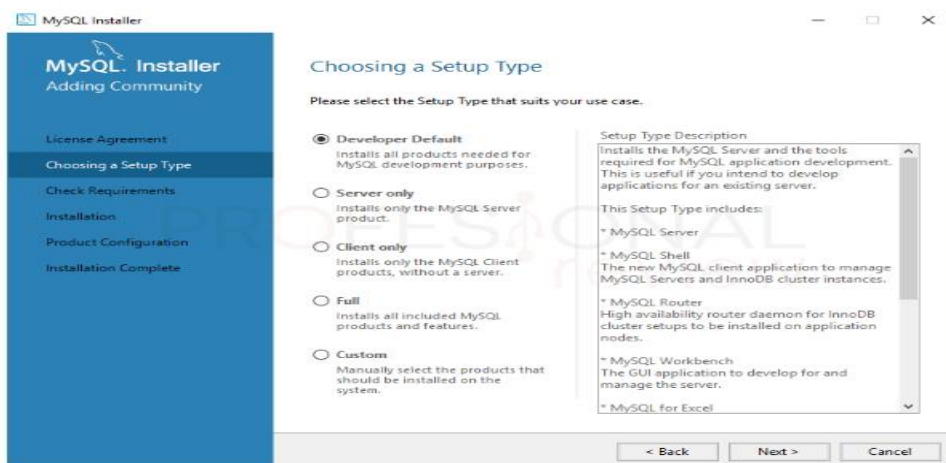 MySQL Installer
MySQL. Installer
Adding Community
License Agreement
Choosing a Setup Type
Check Requirements
Installation
Product Configuration
Installation Complete
Choosing a Setup Type
Please select the Setup Type that suits your use case.
Developer Default
Installs all products needed for
MySQL development purposes.
Server only
Installs only the MySQL Server
product.
Client only
Installs only the MySQL Client
products, without a server.
Full
Installs all included MySQL
products and features.
Custom
Manually select the products that
should be installed on the
system.
Setup Type Description
Installs the MySQL Server and the tools
required for MySQL application development.
This is useful if you intend to develop
applications for an existing server.
This Setup Type includes:
* MySQL Server
* MySQL Shell
The new MySQL client application to manage
MySQL Servers and InnoDB cluster instances.
* MySQL Router
High availability router daemon for InnoDB
cluster setups to be installed on application
nodes.
* MySQL Workbench
The GUI application to develop for and
manage the server.
* MySQL for Excel
< Back
Next >
Cancel
PROFESIONAL
review